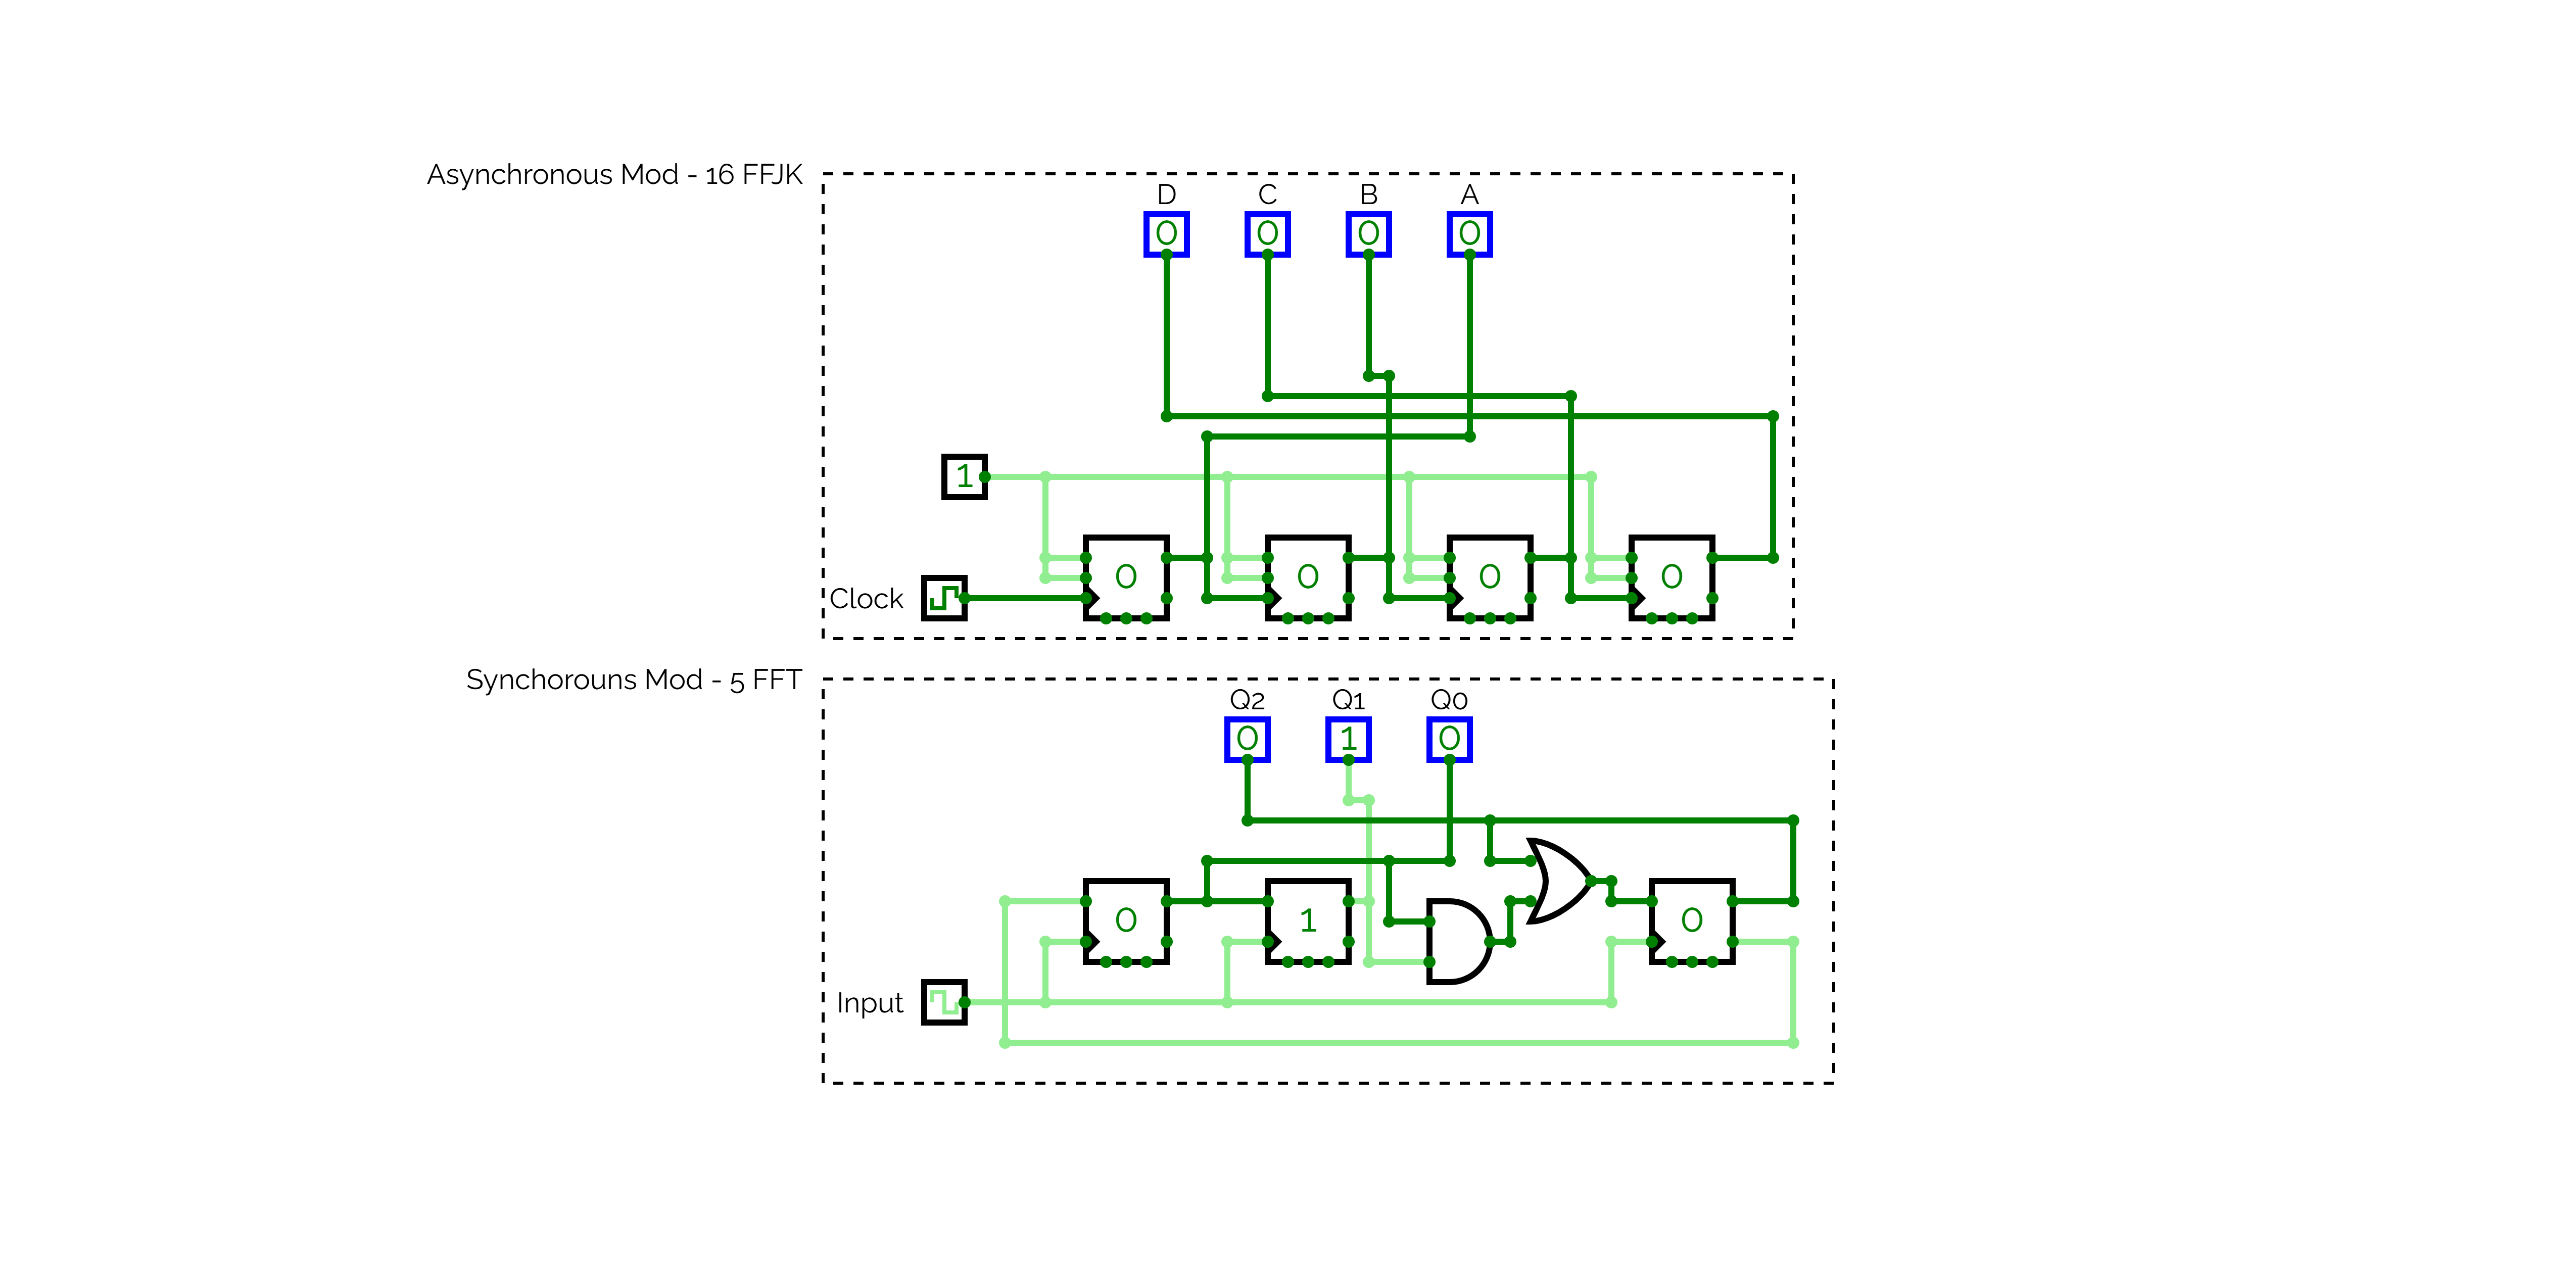 Asynchronous Mod - 16 FFJK
D C B A
0 0 0 0
1
0 0 0 0
Clock
Synchorouns Mod - 5 FFT
Q2 Q1 Q0
0 1 0
0 1 0
Input